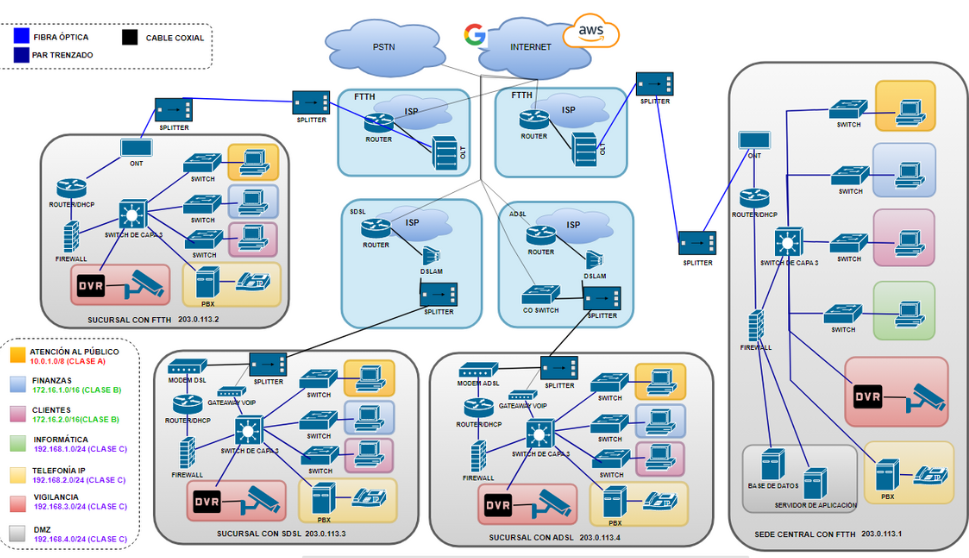 FIBRA ÓPTICA
CABLE COXIAL
PAR TRENZADO
PSTN
INTERNET
aws
SPLITTER
SPLITTER
FTTH
ISP
ROUTER
OLT
FTTH
ISP
ROUTER
OLT
SPLITTER
SPLITTER
ONT
SWITCH
ROUTER/DHCP
SWITCH
SWITCH DE CAPA 3
SWITCH
FIREWALL
DVR
PBX
SUCURSAL CON FTTH 203.0.113.2
SDSL
ISP
ROUTER
DSLAM
SPLITTER
ADSL
ISP
ROUTER
DSLAM
CO SWITCH
SPLITTER
ONT
SWITCH
SWITCH
ROUTER/DHCP
SWITCH
SWITCH DE CAPA 3
SWITCH
FIREWALL
DVR
BASE DE DATOS
SERVIDOR DE APLICACIÓN
PBX
SEDE CENTRAL CON FTTH 203.0.113.1
ATENCIÓN AL PÚBLICO
10.0.1.0/8 (CLASE A)
FINANZAS
172.16.1.0/16 (CLASE B)
CLIENTES
172.16.2.0/16(CLASE B)
INFORMÁTICA
192.168.1.0/24 (CLASE C)
TELEFONÍA IP
192.168.2.0/24 (CLASE C)
VIGILANCIA
192.168.3.0/24 (CLASE C)
DMZ
192.168.4.0/24 (CLASE C)
MODEM DSL
SPLITTER
GATEAWAY VOIP
SWITCH
ROUTER/DHCP
SWITCH
SWITCH DE CAPA 3
SWITCH
FIREWALL
DVR
PBX
SUCURSAL CON SDSL 203.0.113.3
MODEM ADSL
SPLITTER
GATEAWAY VOIP
SWITCH
ROUTER/DHCP
SWITCH
SWITCH DE CAPA 3
SWITCH
FIREWALL
DVR
PBX
SUCURSAL CON ADSL 203.0.113.4